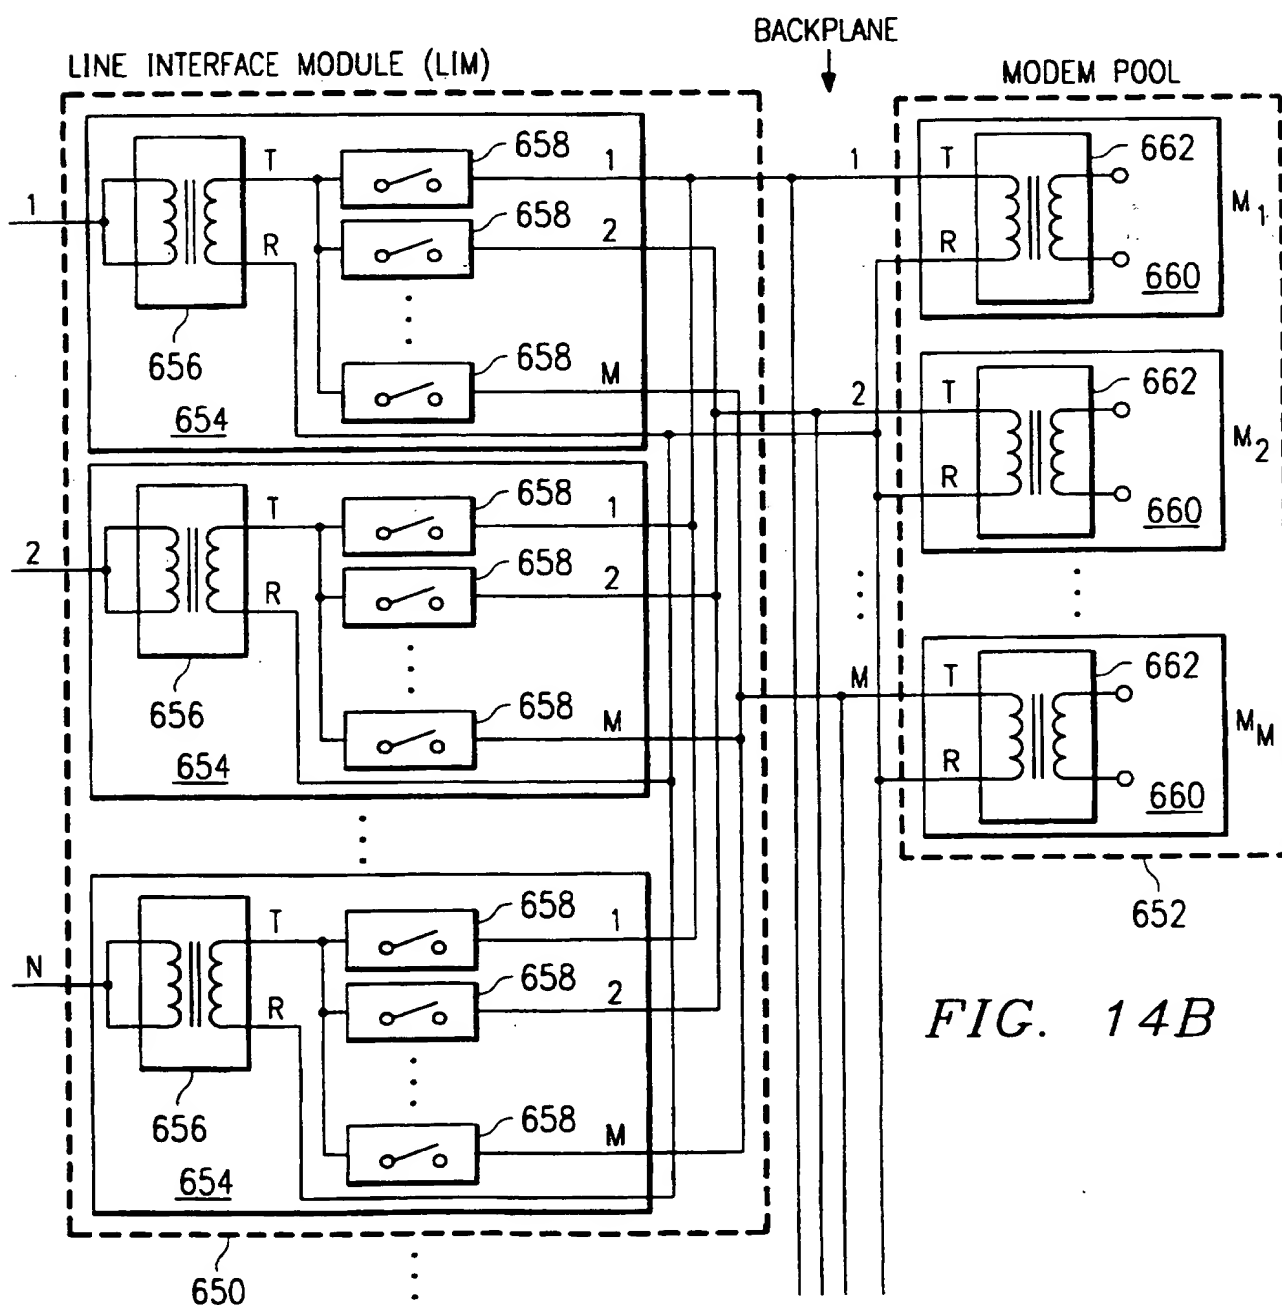 BACKPLANE
LINE INTERFACE MODULE (LIM)
MODEM POOL
1
T
R
656
654
658
1
658
2
658
M
2
T
R
656
654
658
1
658
2
658
M
N
T
R
656
654
658
1
658
2
658
M
650
1
T
R
662
660
M1
2
T
R
662
660
M2
M
T
R
662
660
MM
652
FIG. 14B